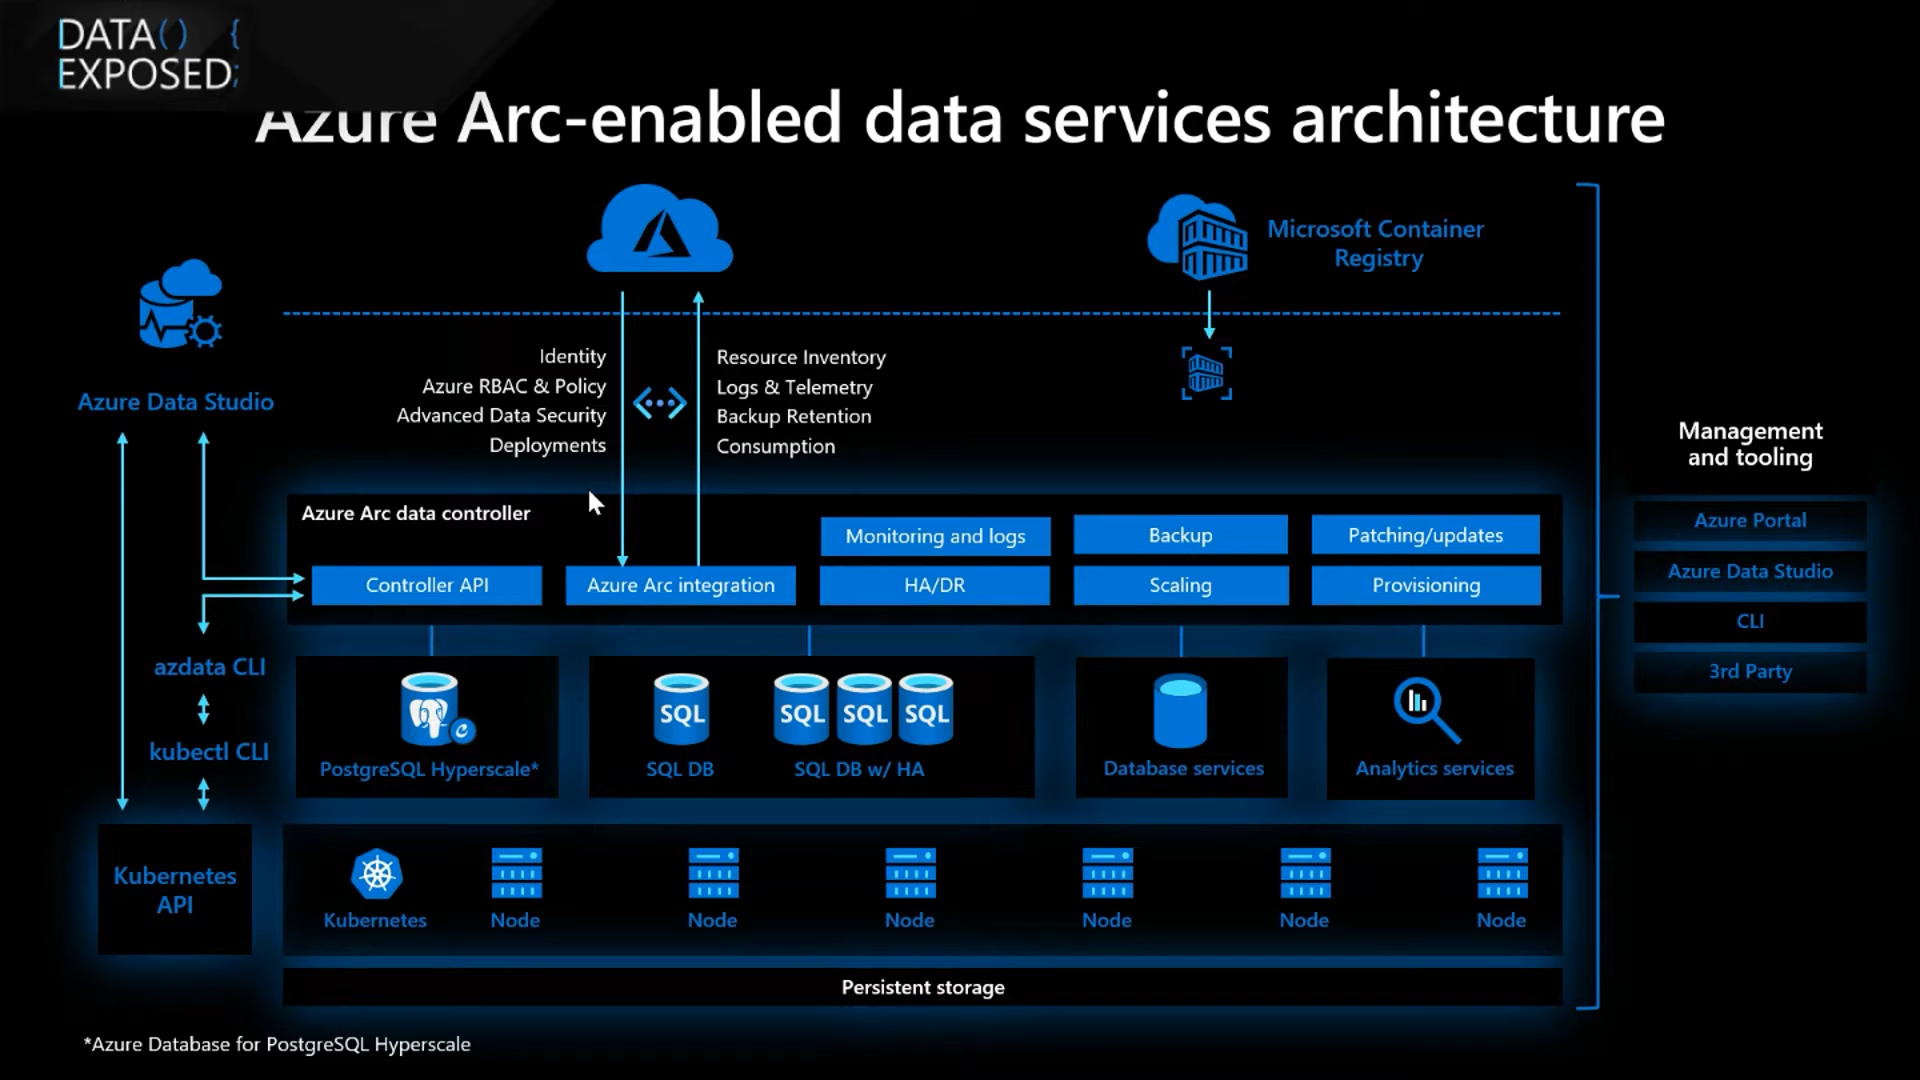 DATA() {
EXPOSED;
Azure Arc-enabled data services architecture
Microsoft Container
Registry
Azure Data Studio
Identity
Azure RBAC & Policy
Advanced Data Security
Deployments
Resource Inventory
Logs & Telemetry
Backup Retention
Consumption
Management
and tooling
Azure Portal
Azure Data Studio
CLI
3rd Party
Azure Arc data controller
Monitoring and logs
Backup
Patching/updates
Controller API
Azure Arc integration
HA/DR
Scaling
Provisioning
azdata CLI
kubectl CLI
Kubernetes
API
PostgreSQL Hyperscale*
SQL
SQL DB
SQL SQL SQL
SQL DB w/ HA
Database services
Analytics services
Kubernetes
Node
Node
Node
Node
Node
Node
Persistent storage
*Azure Database for PostgreSQL Hyperscale